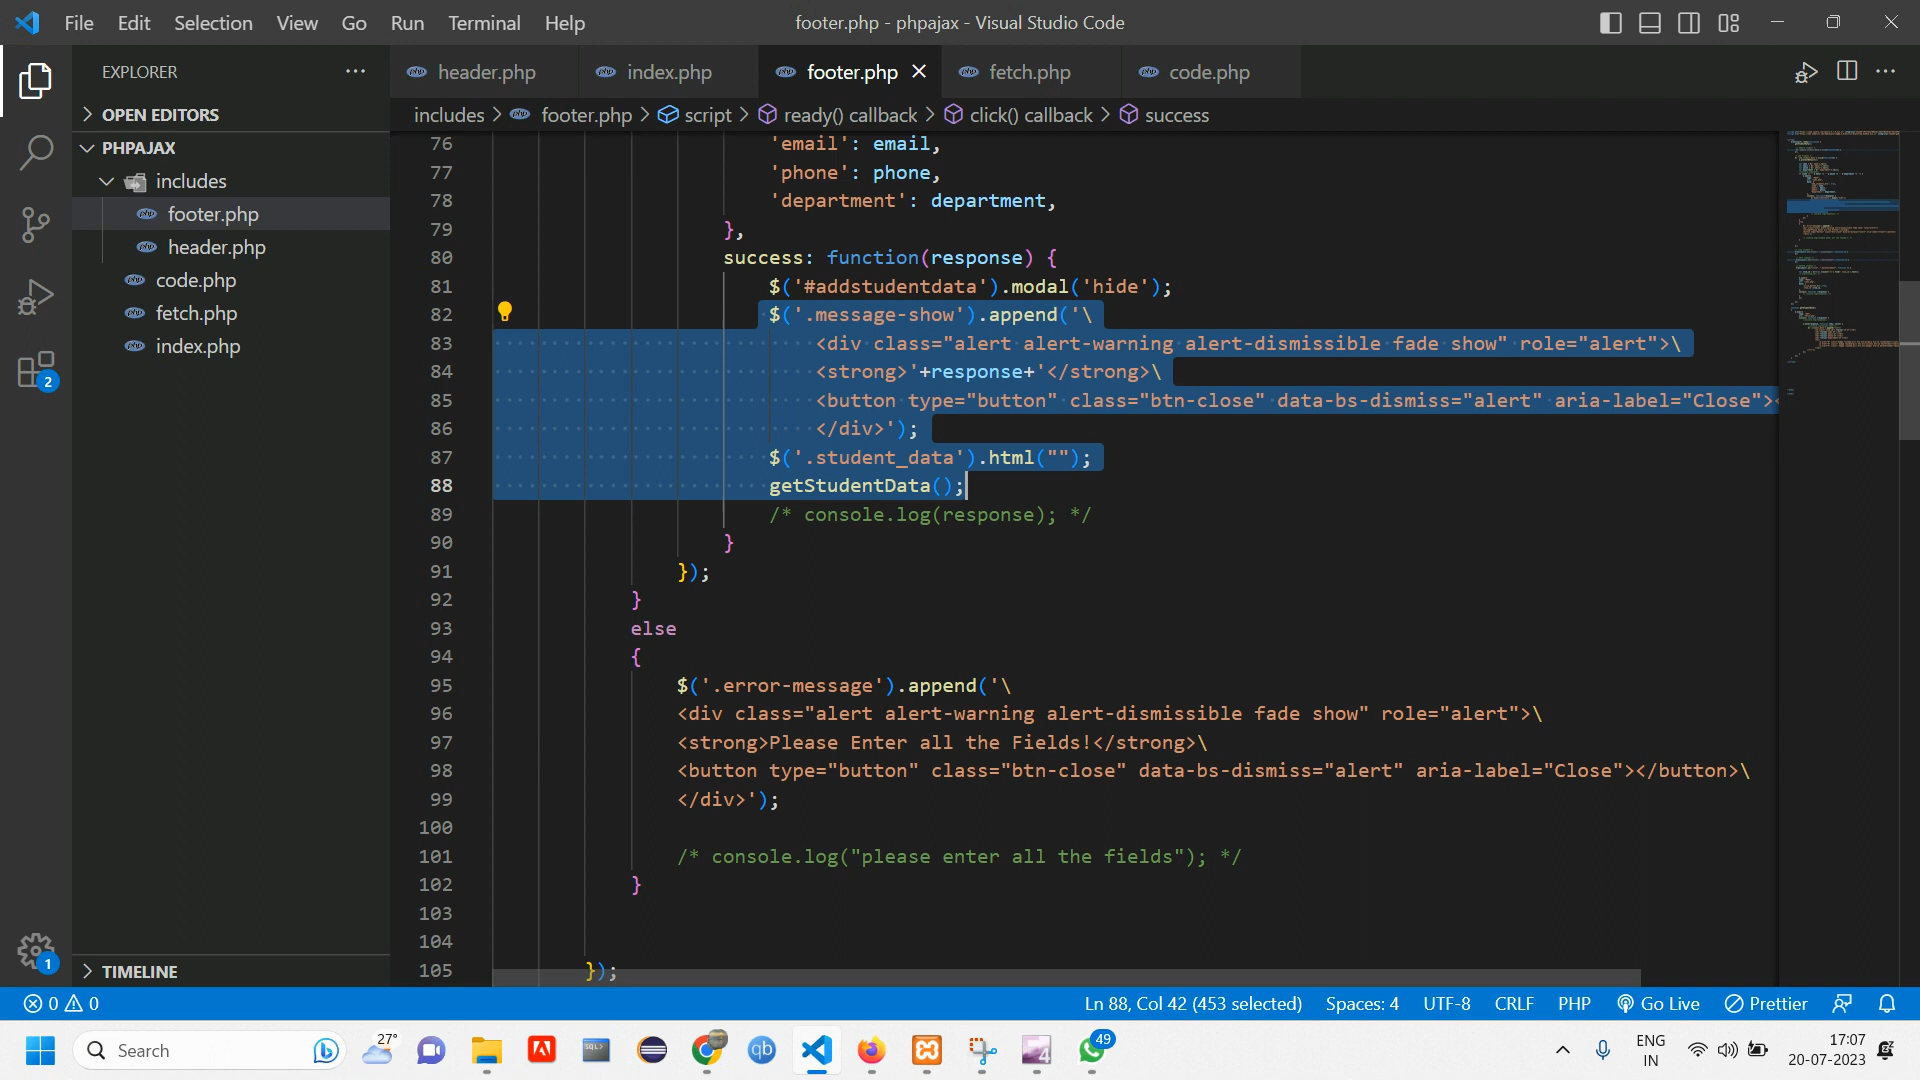 File Edit Selection View Go Run Terminal Help footer.php - phpajax - Visual Studio Code
EXPLORER
OPEN EDITORS
PHPAJAX
includes
footer.php
header.php
code.php
fetch.php
index.php
TIMELINE
2
1
header.php index.php footer.php fetch.php code.php
includes > footer.php > script > ready() callback > click() callback > success
76 'email': email,
77 'phone': phone,
78 'department': department,
79 },
80 success: function(response) {
81 $('#addstudentdata').modal('hide');
82 $('.message-show').append('\
83 <div class="alert alert-warning alert-dismissible fade show" role="alert">\
84 <strong>'+response+'</strong>\
85 <button type="button" class="btn-close" data-bs-dismiss="alert" aria-label="Close">
86 </div>');
87 $('.student_data').html("");
88 getStudentData();
89 /* console.log(response); */
90 }
91 });
92 }
93 else
94 {
95 $('.error-message').append('\
96 <div class="alert alert-warning alert-dismissible fade show" role="alert">\
97 <strong>Please Enter all the Fields!</strong>\
98 <button type="button" class="btn-close" data-bs-dismiss="alert" aria-label="Close"></button>\
99 </div>');
100
101 /* console.log("please enter all the fields"); */
102 }
103
104
105 });
0 0 Ln 88, Col 42 (453 selected) Spaces: 4 UTF-8 CRLF PHP Go Live Prettier
Search 27° qb 49 ENG 17:07
IN 20-07-2023